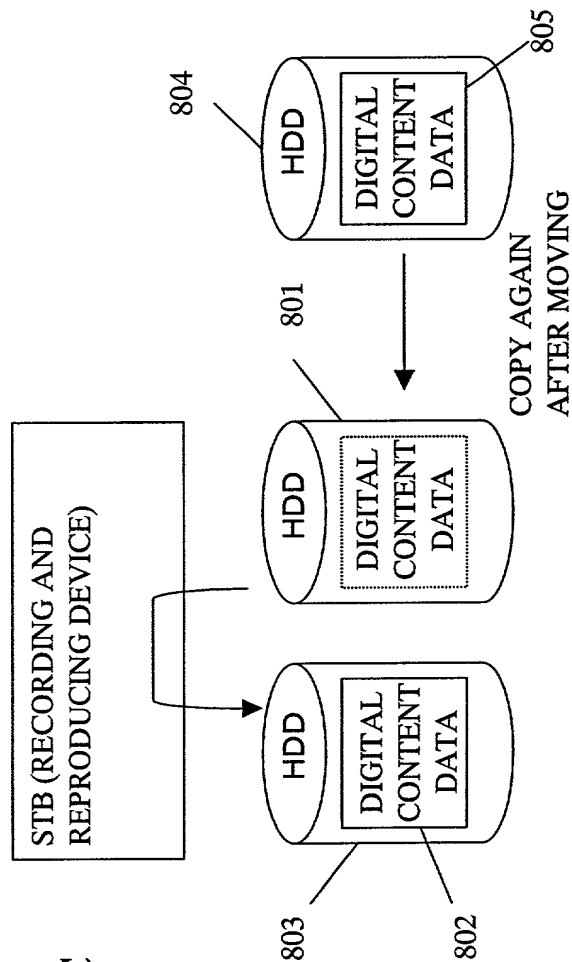 STB (RECORDING AND
REPRODUCING DEVICE)
HDD
DIGITAL
CONTENT
DATA
803
802
HDD
DIGITAL
CONTENT
DATA
801
COPY AGAIN
AFTER MOVING
HDD
DIGITAL
CONTENT
DATA
804
805